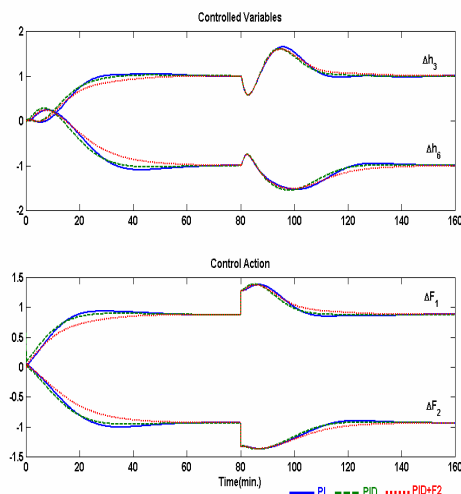 Controlled Variables
2
1
0
-1
-2
Δh3
Δh6
0 20 40 60 80 100 120 140 160
Control Action
1.5
1
0.5
0
-0.5
-1
-1.5
ΔF1
ΔF2
0 20 40 60 80 100 120 140 160
Time(min.)
PI PID PID+F2